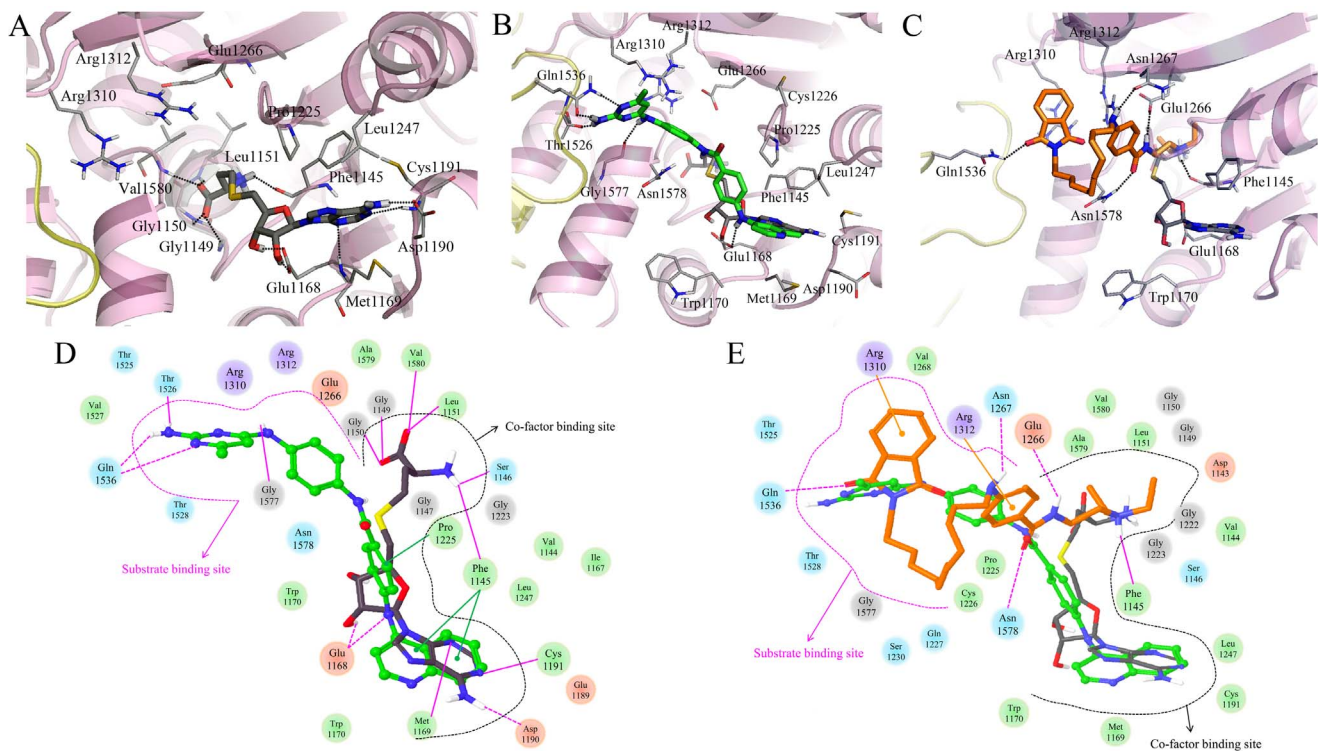 A
Glu1266
Arg1312
Arg1310
Pro1225
Leu1247
Leu1151
Cys1191
Val1580
Phe1145
Gly1150
Gly1149
Asp1190
Glu1168
Met1169
B
Arg1312
Arg1310
Glu1266
Gln1536
Cys1226
Pro1225
Thr1526
Leu1247
Gly1577
Asn1578
Phe1145
Cys1191
Glu1168
Trp1170
Met1169
Asp1190
C
Arg1312
Arg1310
Asn1267
Glu1266
Gln1536
Phe1145
Asn1578
Glu1168
Trp1170
D
Thr
1525
Arg
1312
Ala
1579
Val
1580
Thr
1526
Arg
1310
Glu
1266
Gly
1149
Leu
1151
Val
1527
Gly
1150
Co-factor binding site
Gln
1536
Ser
1146
Gly
1577
Gly
1147
Gly
1223
Thr
1528
Asn
1578
Pro
1225
Val
1144
Ile
1167
Substrate binding site
Phe
1145
Leu
1247
Trp
1170
Glu
1168
Cys
1191
Glu
1189
Trp
1170
Met
1169
Asp
1190
E
Arg
1310
Val
1268
Asn
1267
Val
1580
Gly
1150
Thr
1525
Arg
1312
Glu
1266
Ala
1579
Leu
1151
Gly
1149
Asp
1143
Gln
1536
Gly
1222
Val
1144
Gly
1223
Thr
1528
Pro
1225
Ser
1146
Gly
1577
Cys
1226
Phe
1145
Asn
1578
Substrate binding site
Ser
1230
Gln
1227
Leu
1247
Cys
1191
Trp
1170
Met
1169
Co-factor binding site